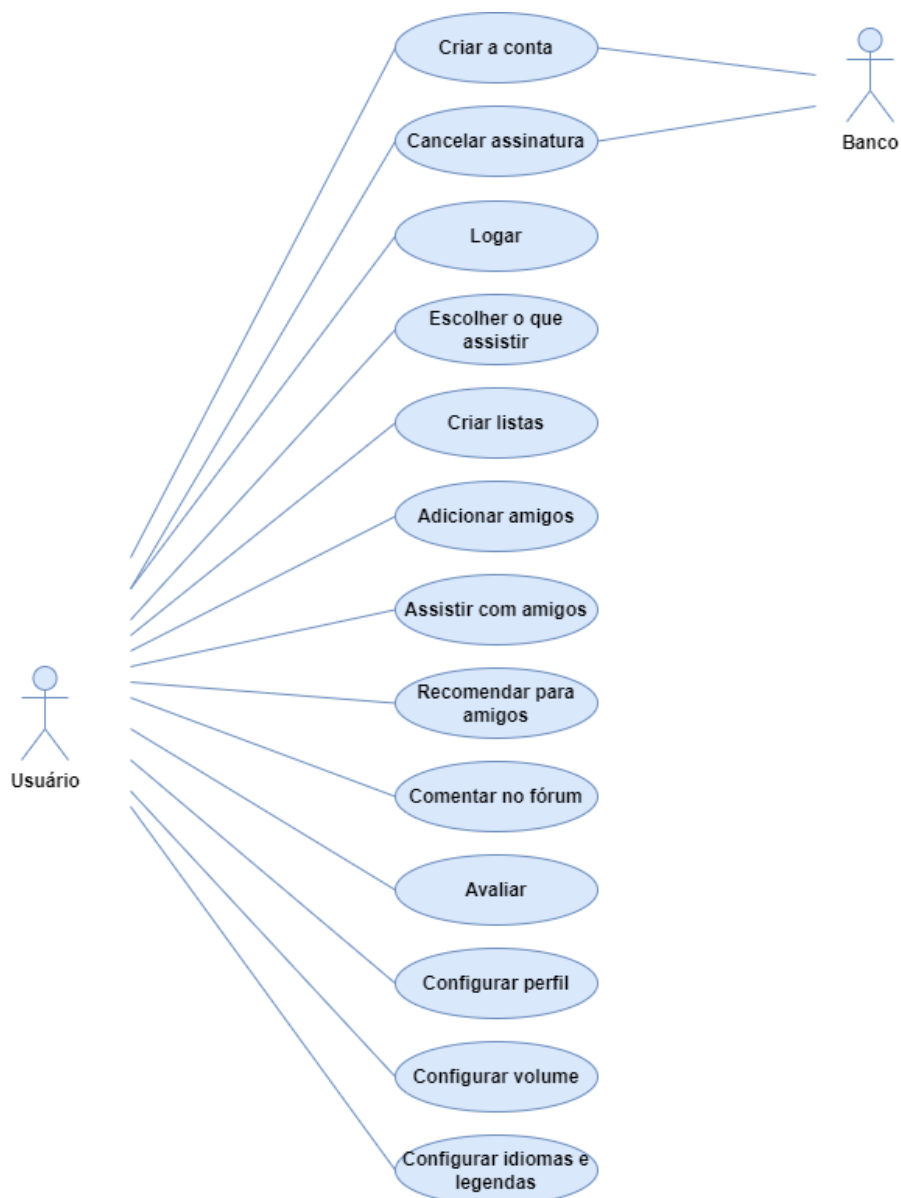 Criar a conta
Banco
Cancelar assinatura
Logar
Escolher o que
assistir
Criar listas
Adicionar amigos
Assistir com amigos
Recomendar para
amigos
Usuário
Comentar no fórum
Avaliar
Configurar perfil
Configurar volume
Configurar idiomas e
legendas